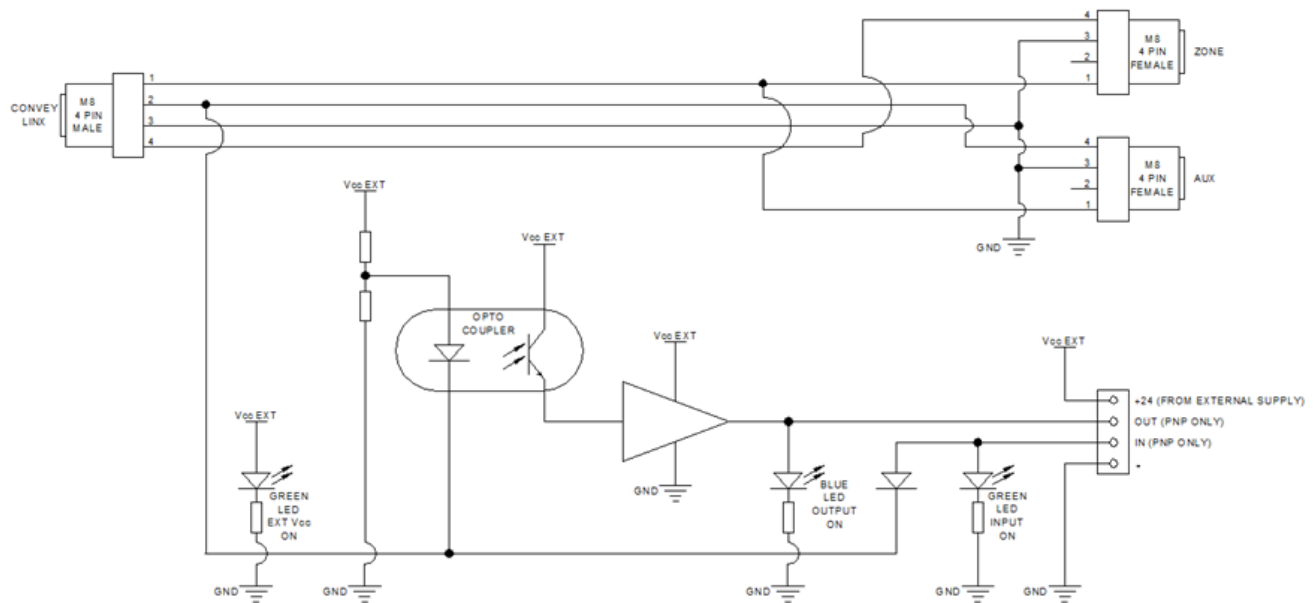 CONVEY
LINX
M8
4 PIN
MALE
1
2
3
4
4
3
2
1
M8
4 PIN
FEMALE
ZONE
4
3
2
1
M8
4 PIN
FEMALE
AUX
GND
Vcc EXT
Vcc EXT
OPTO
COUPLER
Vcc EXT
Vcc EXT
+24 (FROM EXTERNAL SUPPLY)
OUT (PNP ONLY)
IN (PNP ONLY)
-
Vcc EXT
GREEN
LED
EXT Vcc
ON
GND
BLUE
LED
OUTPUT
ON
GREEN
LED
INPUT
ON
GND
GND
GND
GND
GND